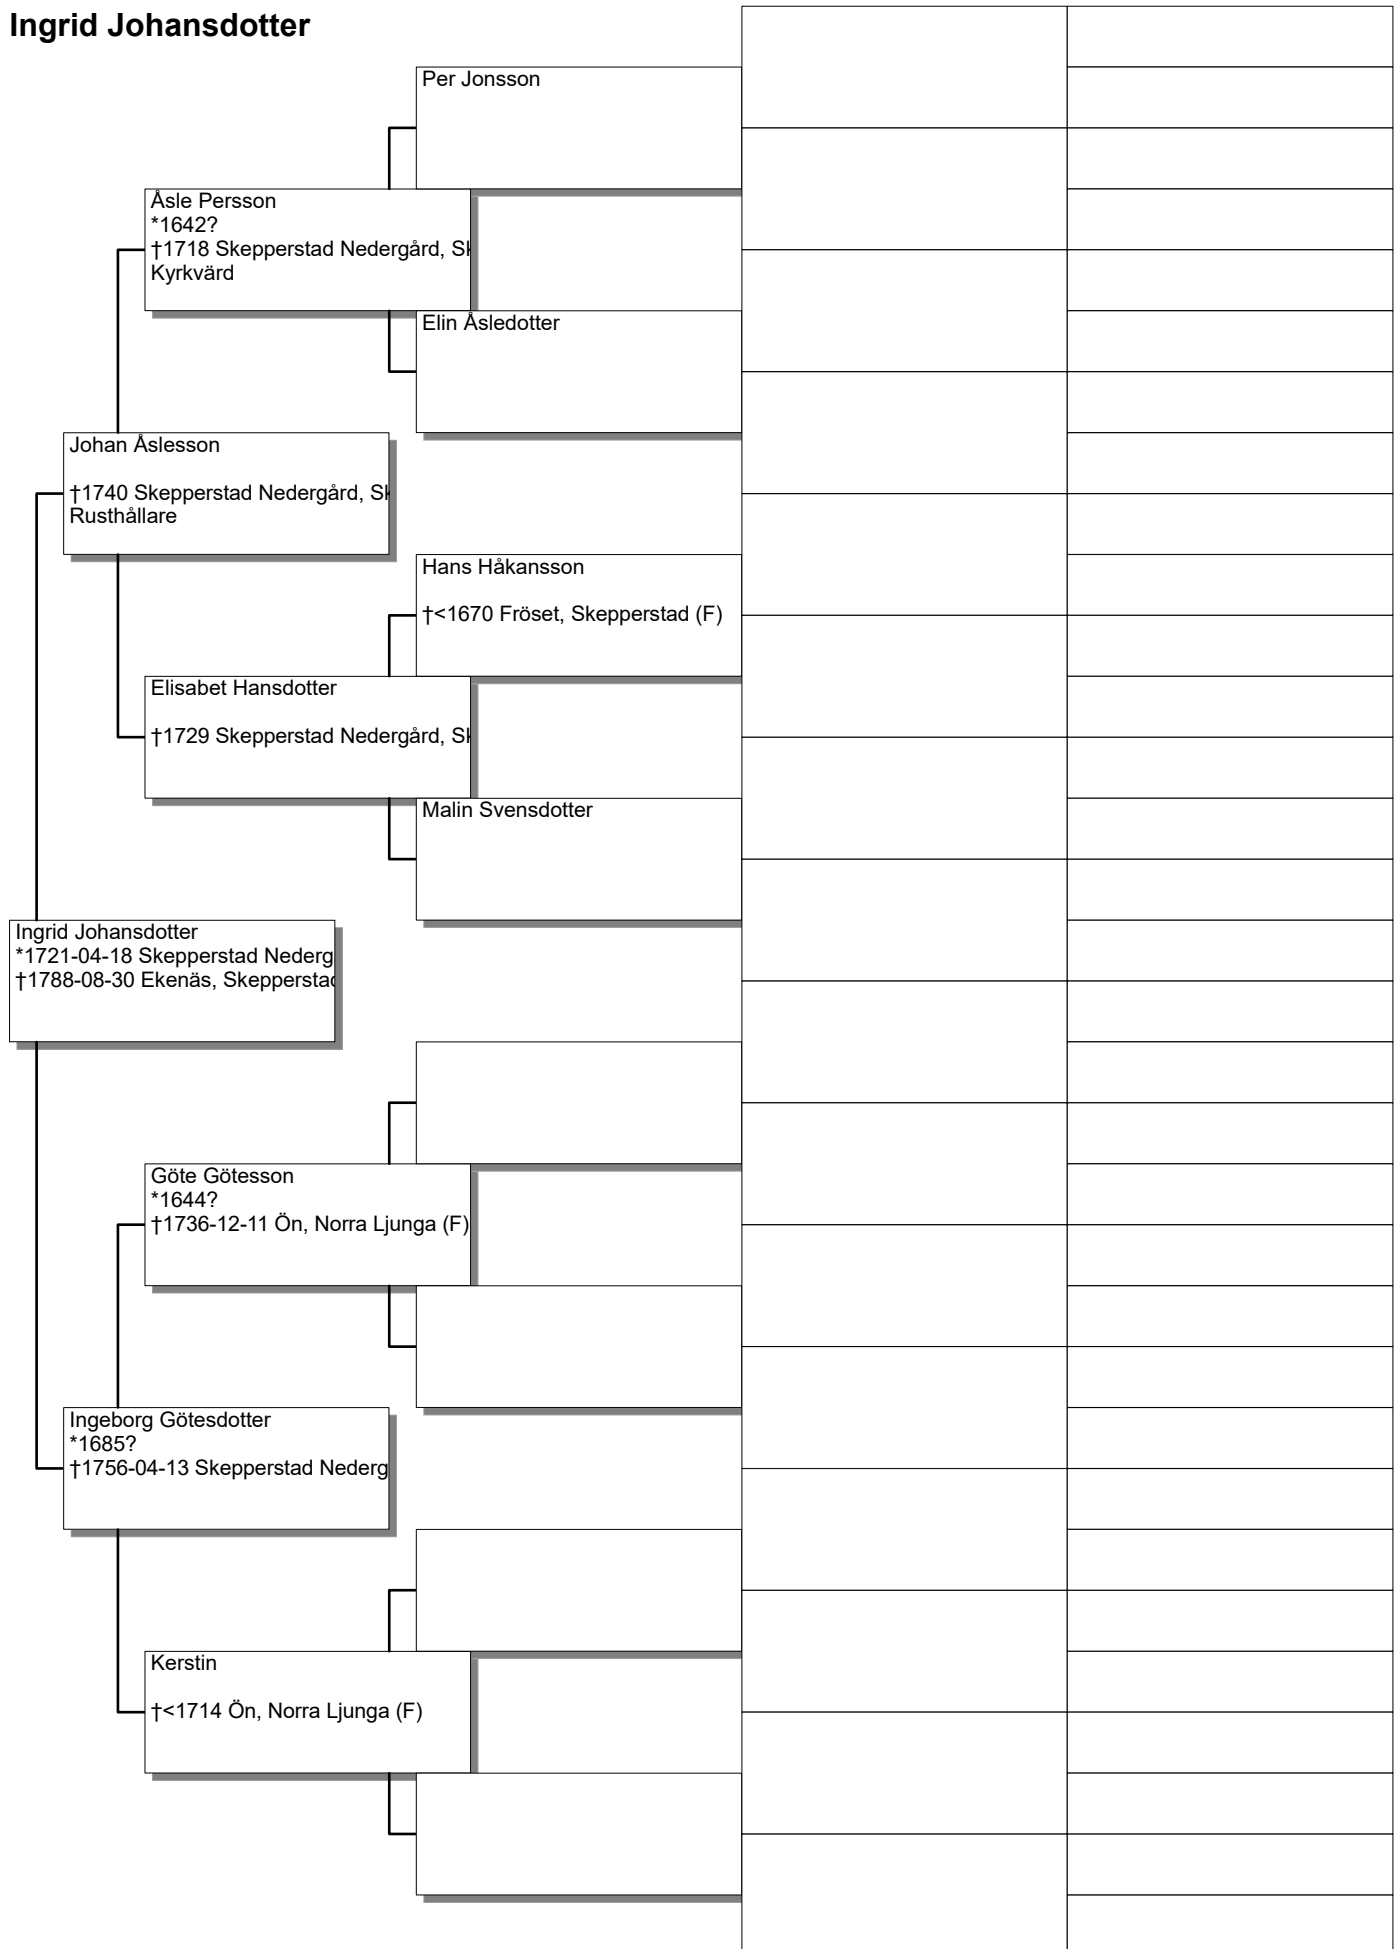 Ingrid Johansdotter
Per Jonsson
Åsle Persson
*1642?
†1718 Skepperstad Nedergård,
Kyrkvärd
Elin Åsledotter
Johan Åslesson
†1740 Skepperstad Nedergård,
Rusthållare
Hans Håkansson
†<1670 Fröset, Skepperstad (F)
Elisabet Hansdotter
†1729 Skepperstad Nedergård,
Malin Svensdotter
Ingrid Johansdotter
*1721-04-18 Skepperstad Nederg
†1788-08-30 Ekenäs, Skepperstad
Göte Götesson
*1644?
†1736-12-11 Ön, Norra Ljunga (F)
Ingeborg Götesdotter
*1685?
†1756-04-13 Skepperstad Nederg
Kerstin
†<1714 Ön, Norra Ljunga (F)